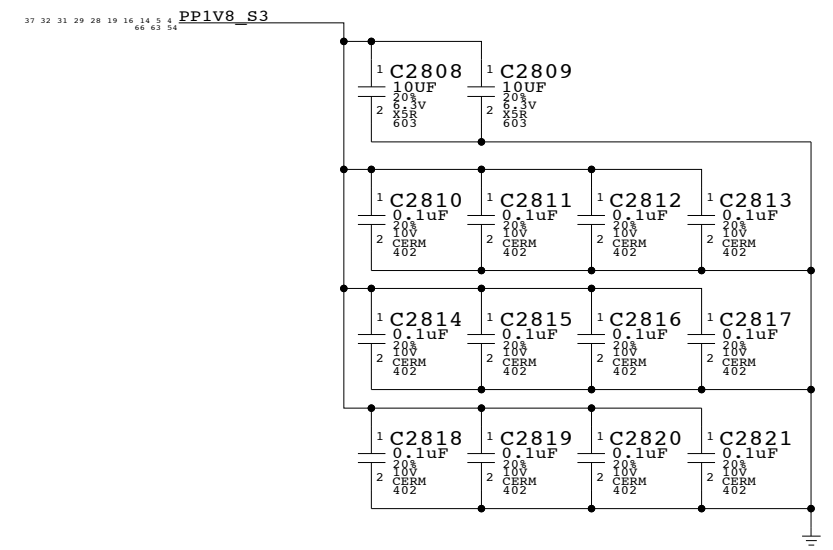 37 32 31 29 28 19 16 14 5 4 PP1V8_S3
66 63 54
1 C2808 1 C2809
10UF 10UF
20% 20%
6.3V 6.3V
2 X5R 2 X5R
603 603
1 C2810 1 C2811 1 C2812 1 C2813
0.1uF 0.1uF 0.1uF 0.1uF
20% 20% 20% 20%
10V 10V 10V 10V
2 CERM 2 CERM 2 CERM 2 CERM
402 402 402 402
1 C2814 1 C2815 1 C2816 1 C2817
0.1uF 0.1uF 0.1uF 0.1uF
20% 20% 20% 20%
10V 10V 10V 10V
2 CERM 2 CERM 2 CERM 2 CERM
402 402 402 402
1 C2818 1 C2819 1 C2820 1 C2821
0.1uF 0.1uF 0.1uF 0.1uF
20% 20% 20% 20%
10V 10V 10V 10V
2 CERM 2 CERM 2 CERM 2 CERM
402 402 402 402